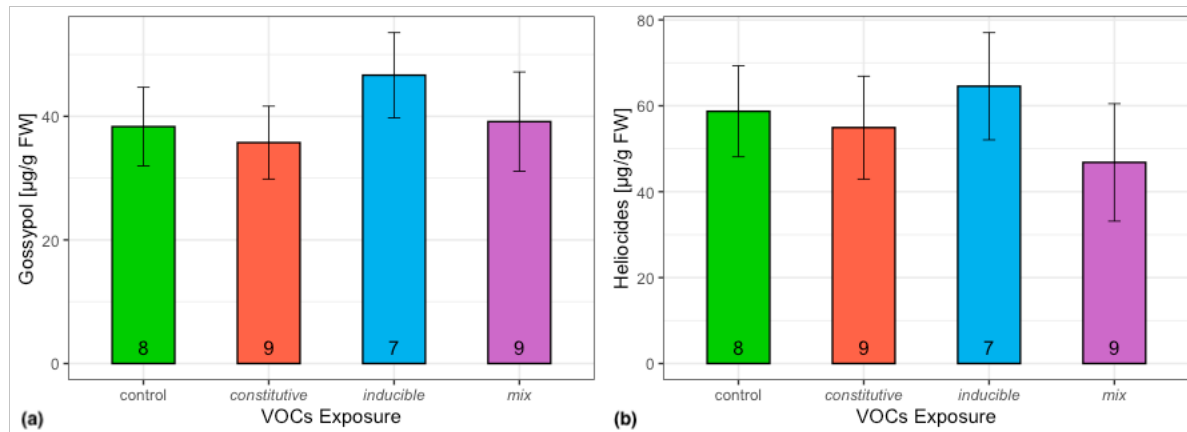 Gossypol [µg/g FW]
40
20
0
8
9
7
9
control
constitutive
inducible
mix
(a)
VOCs Exposure
Heliocides [µg/g FW]
80
60
40
20
0
8
9
7
9
control
constitutive
inducible
mix
(b)
VOCs Exposure